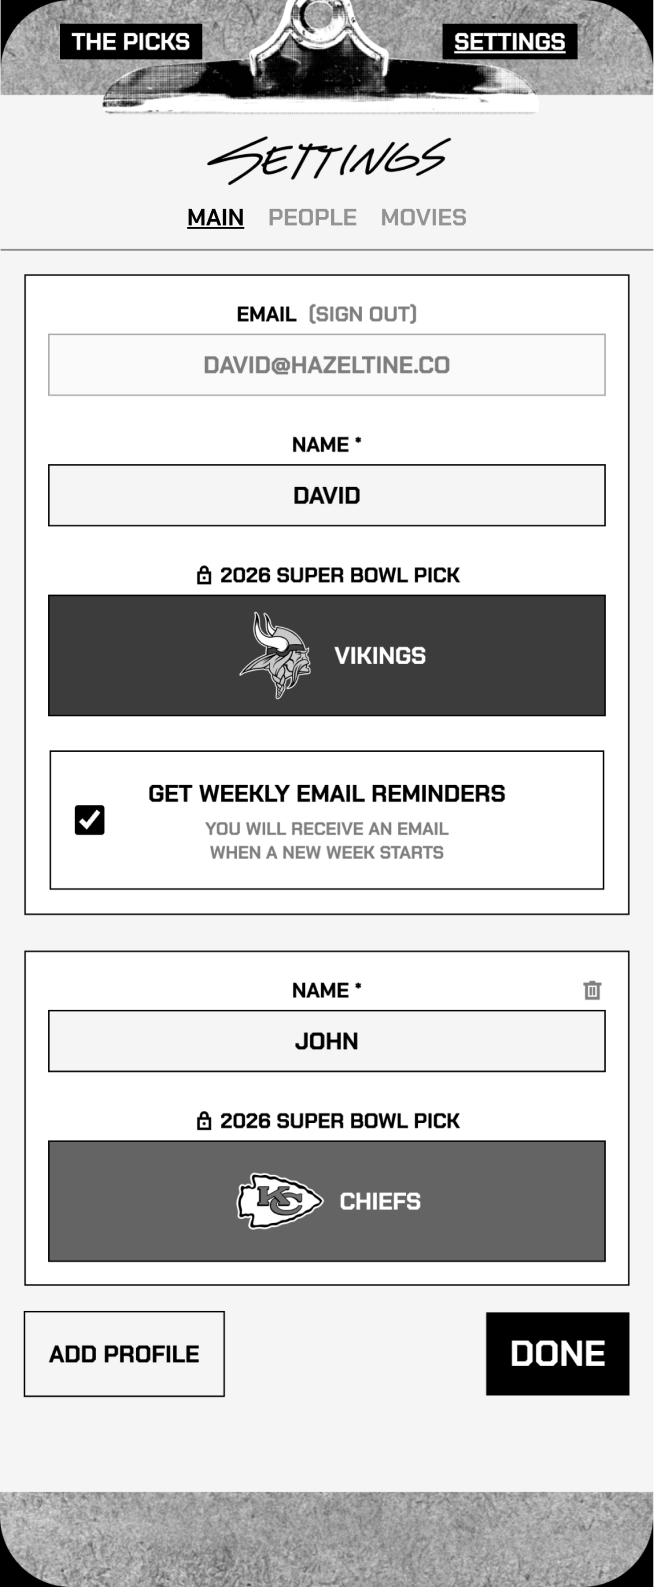 THE PICKS
SETTINGS
SETTINGS
MAIN PEOPLE MOVIES
EMAIL (SIGN OUT)
DAVID@HAZELTINE.CO
NAME *
DAVID
2026 SUPER BOWL PICK
VIKINGS
GET WEEKLY EMAIL REMINDERS
YOU WILL RECEIVE AN EMAIL
WHEN A NEW WEEK STARTS
NAME *
JOHN
2026 SUPER BOWL PICK
KC
CHIEFS
ADD PROFILE
DONE